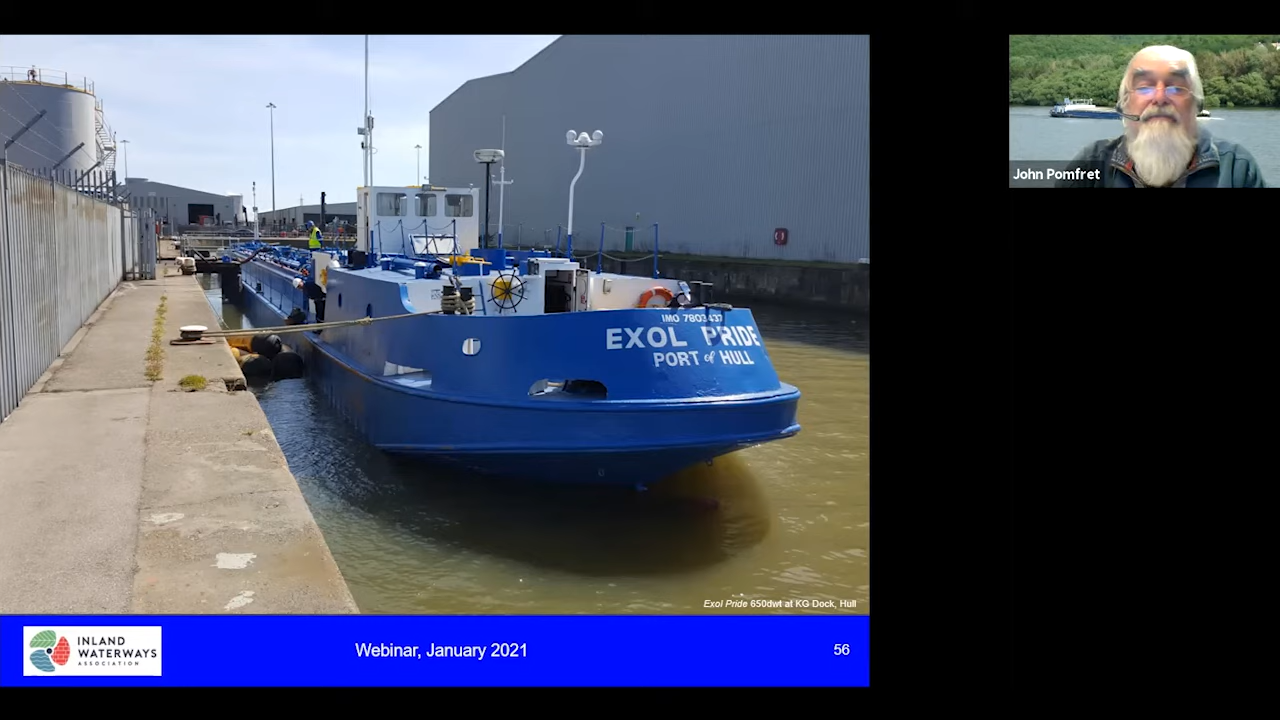 IMO 7803437
EXOL PRIDE
PORT of HULL
Exol Pride 650dwt at KG Dock, Hull
INLAND
WATERWAYS
ASSOCIATION
Webinar, January 2021
56
John Pomfret